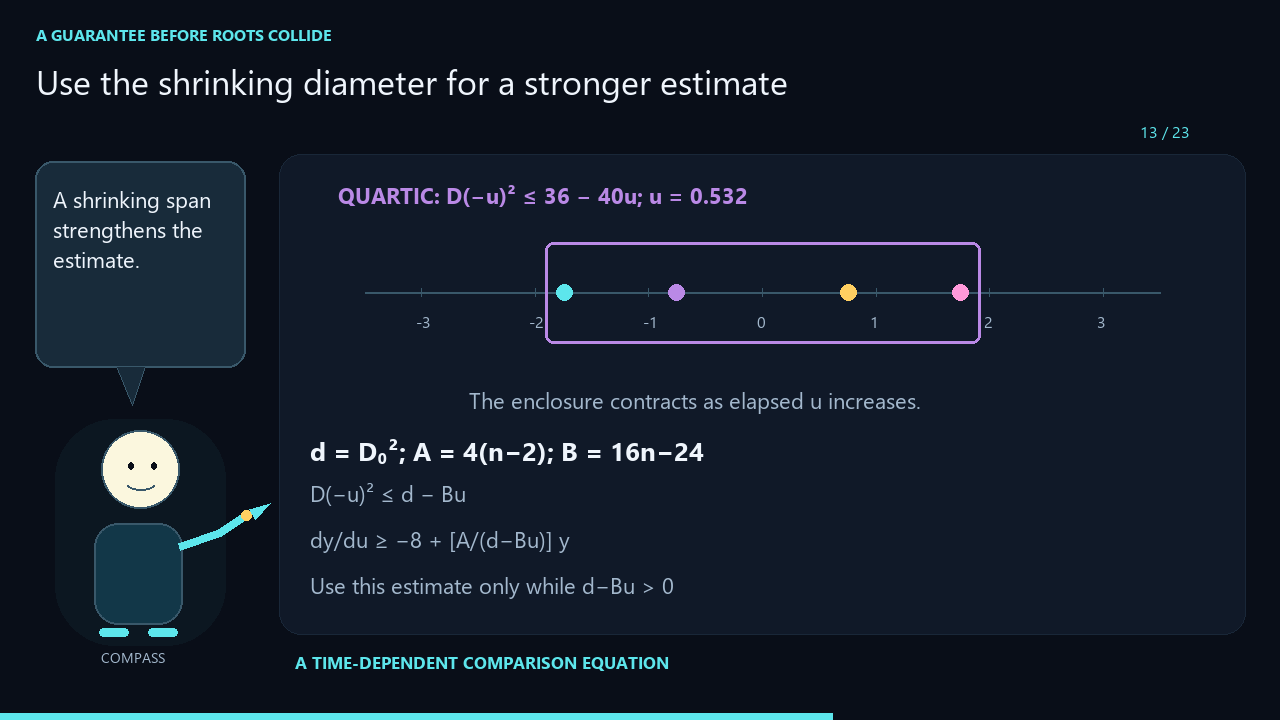 A GUARANTEE BEFORE ROOTS COLLIDE
Use the shrinking diameter for a stronger estimate
13 / 23
A shrinking span
strengthens the
estimate.
QUARTIC: D(−u)² ≤ 36 − 40u; u = 0.532
-3 -2 -1 0 1 2 3
The enclosure contracts as elapsed u increases.
d = D₀²; A = 4(n−2); B = 16n−24
D(−u)² ≤ d − Bu
dy/du ≥ −8 + [A/(d−Bu)] y
Use this estimate only while d−Bu > 0
COMPASS
A TIME-DEPENDENT COMPARISON EQUATION